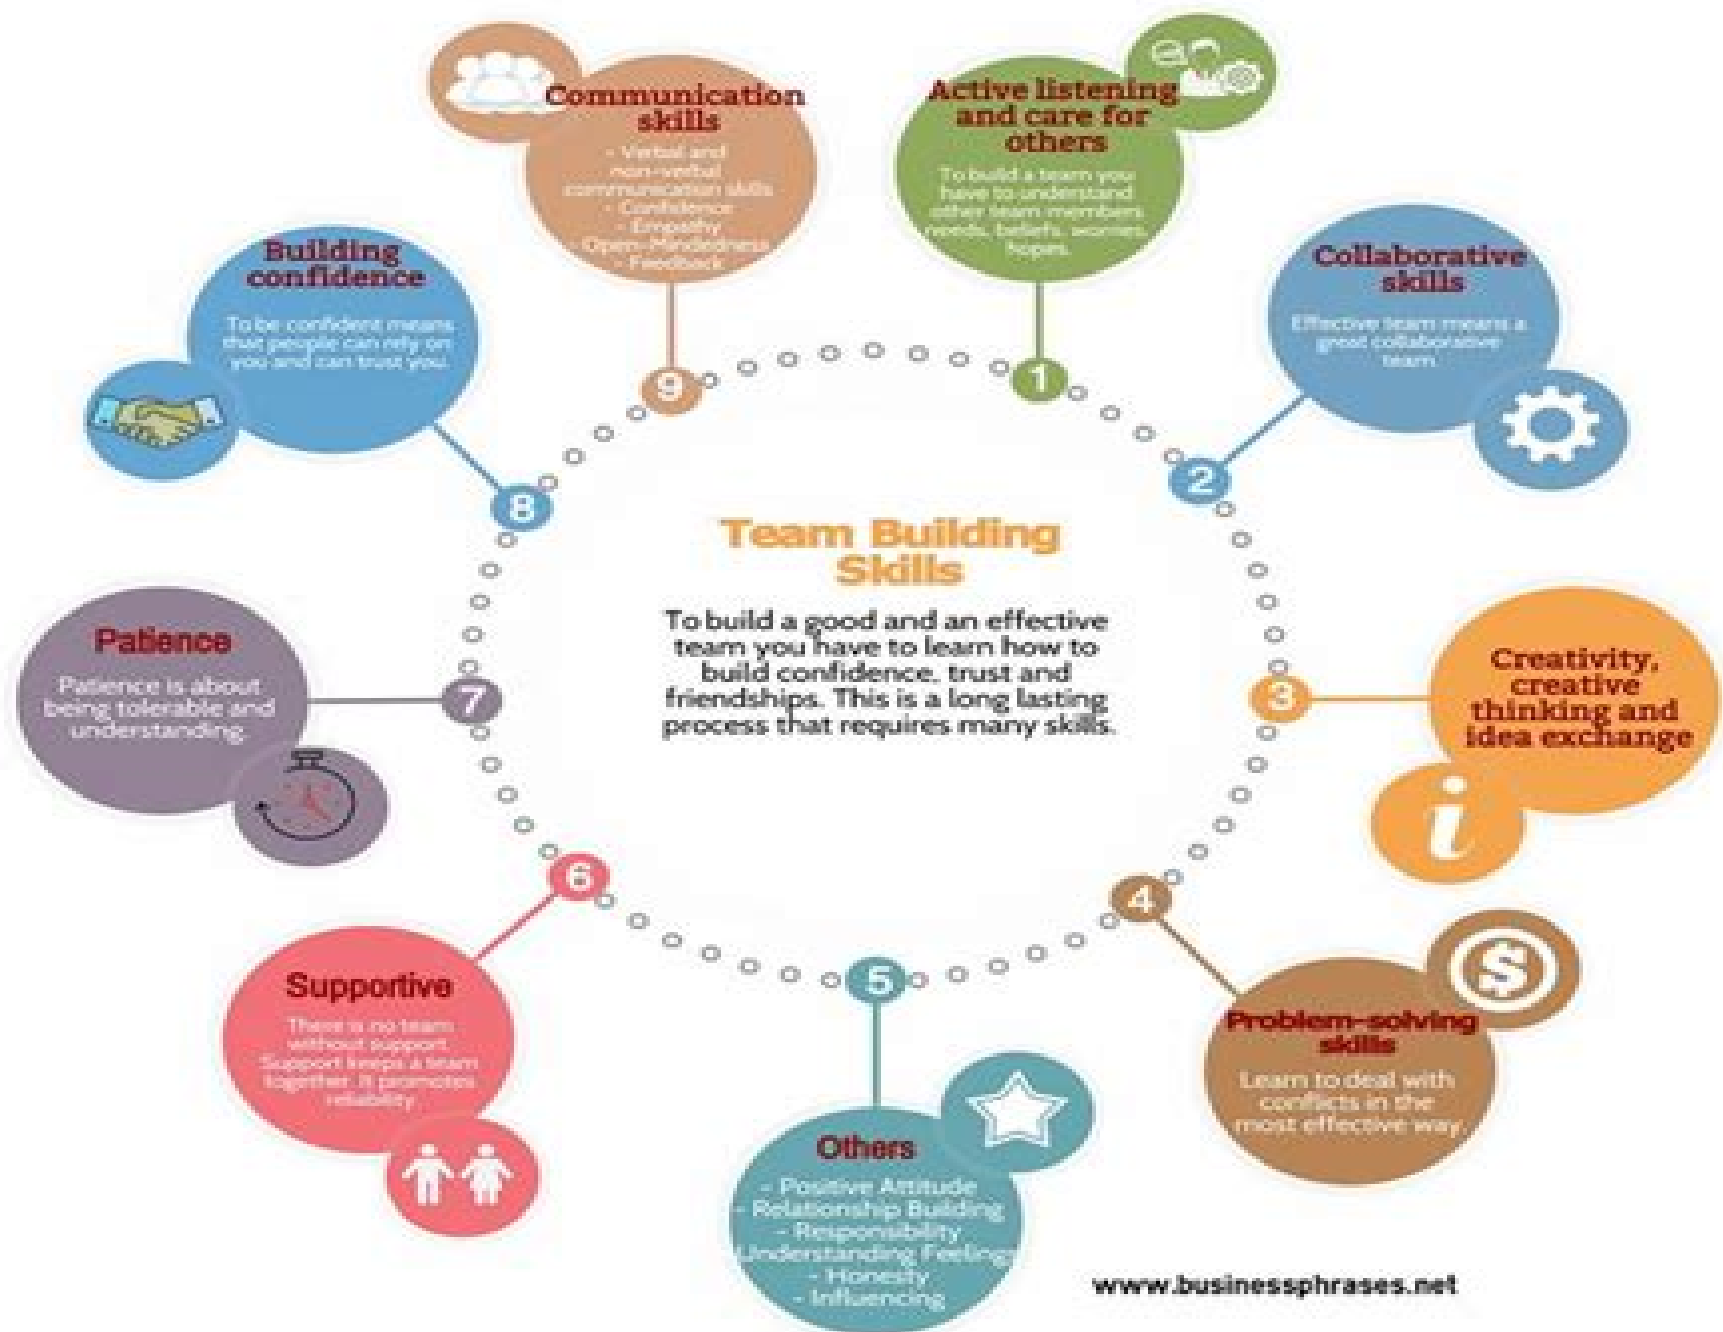 Team Building
Skills
To build a good and an effective
team you have to learn how to
build confidence, trust and
friendships. This is a long lasting
process that requires many skills.
1
Active listening
and care for
others
To build a team you
have to understand
other team members
needs, beliefs, worries,
hopes.
2
Collaborative
skills
Effective team means a
great collaborative
team.
3
Creativity,
creative
thinking and
idea exchange
i
4
Problem-solving
skills
Learn to deal with
conflicts in the
most effective way
$
5
Others
- Positive Attitude
- Relationship Building
- Responsibility
Understanding Feelings
- Honesty
- Influencing
6
Supportive
There is no team
without support
Support keeps a team
together. It promotes
reliability
7
Patience
Patience is about
being tolerable and
understanding
8
Building
confidence
To be confident means
that people can rely on
you and can trust you.
9
Communication
skills
- Verbal and
non-verbal
communication skills
- Confidence
- Empathy
- Open-Mindedness
- Feedback
www.businessphrases.net